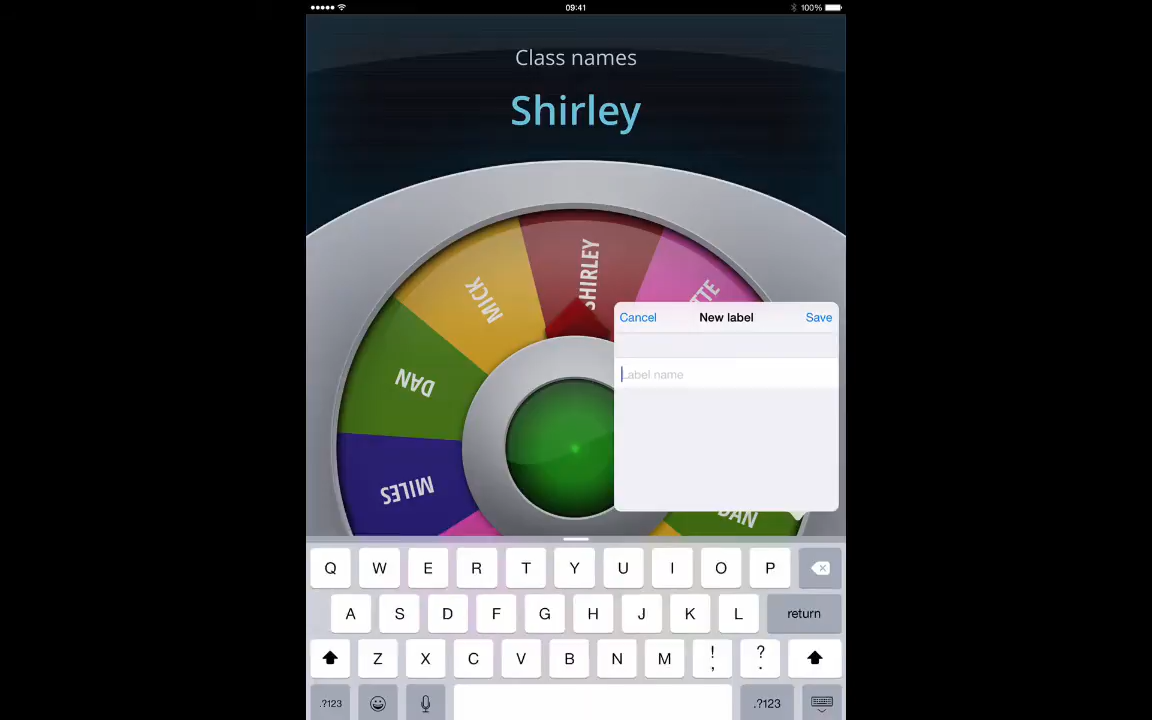 09:41
100%
Class names
Shirley
MICK
SHIRLEY
DAN
MILES
DAN
Cancel New label Save
Label name
Q W E R T Y U I O P
A S D F G H J K L return
Z X C V B N M ! , ? .
.?123 .?123